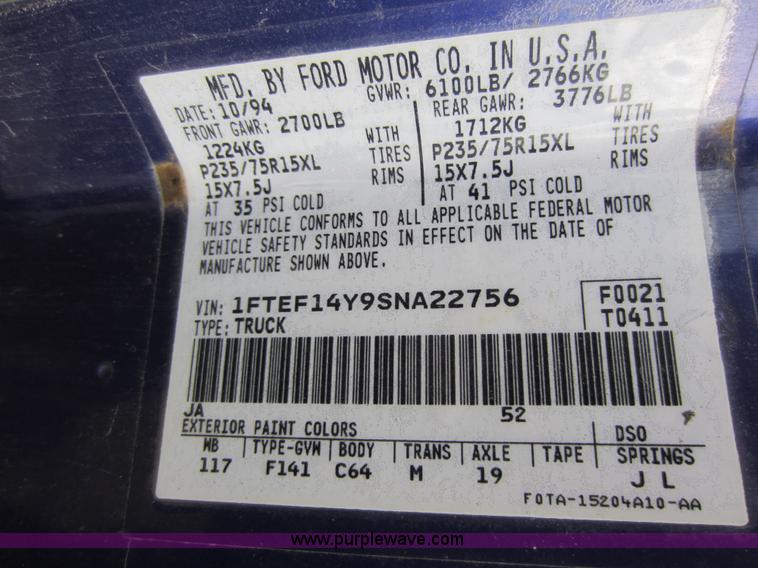 MFD. BY FORD MOTOR CO. IN U.S.A.
DATE: 10/94 GVWR: 6100LB/ 2766KG
FRONT GAWR: 2700LB REAR GAWR: 3776LB
1224KG WITH 1712KG WITH
P235/75R15XL TIRES P235/75R15XL TIRES
15X7.5J RIMS 15X7.5J RIMS
AT 35 PSI COLD AT 41 PSI COLD
THIS VEHICLE CONFORMS TO ALL APPLICABLE FEDERAL MOTOR
VEHICLE SAFETY STANDARDS IN EFFECT ON THE DATE OF
MANUFACTURE SHOWN ABOVE.
VIN: 1FTEF14Y9SNA22756 F0021
TYPE: TRUCK T0411
JA 52
EXTERIOR PAINT COLORS DSO
WB TYPE-GVW BODY TRANS AXLE TAPE SPRINGS
117 F141 C64 M 19 J L
F0TA-15204A10-AA
www.purplewave.com